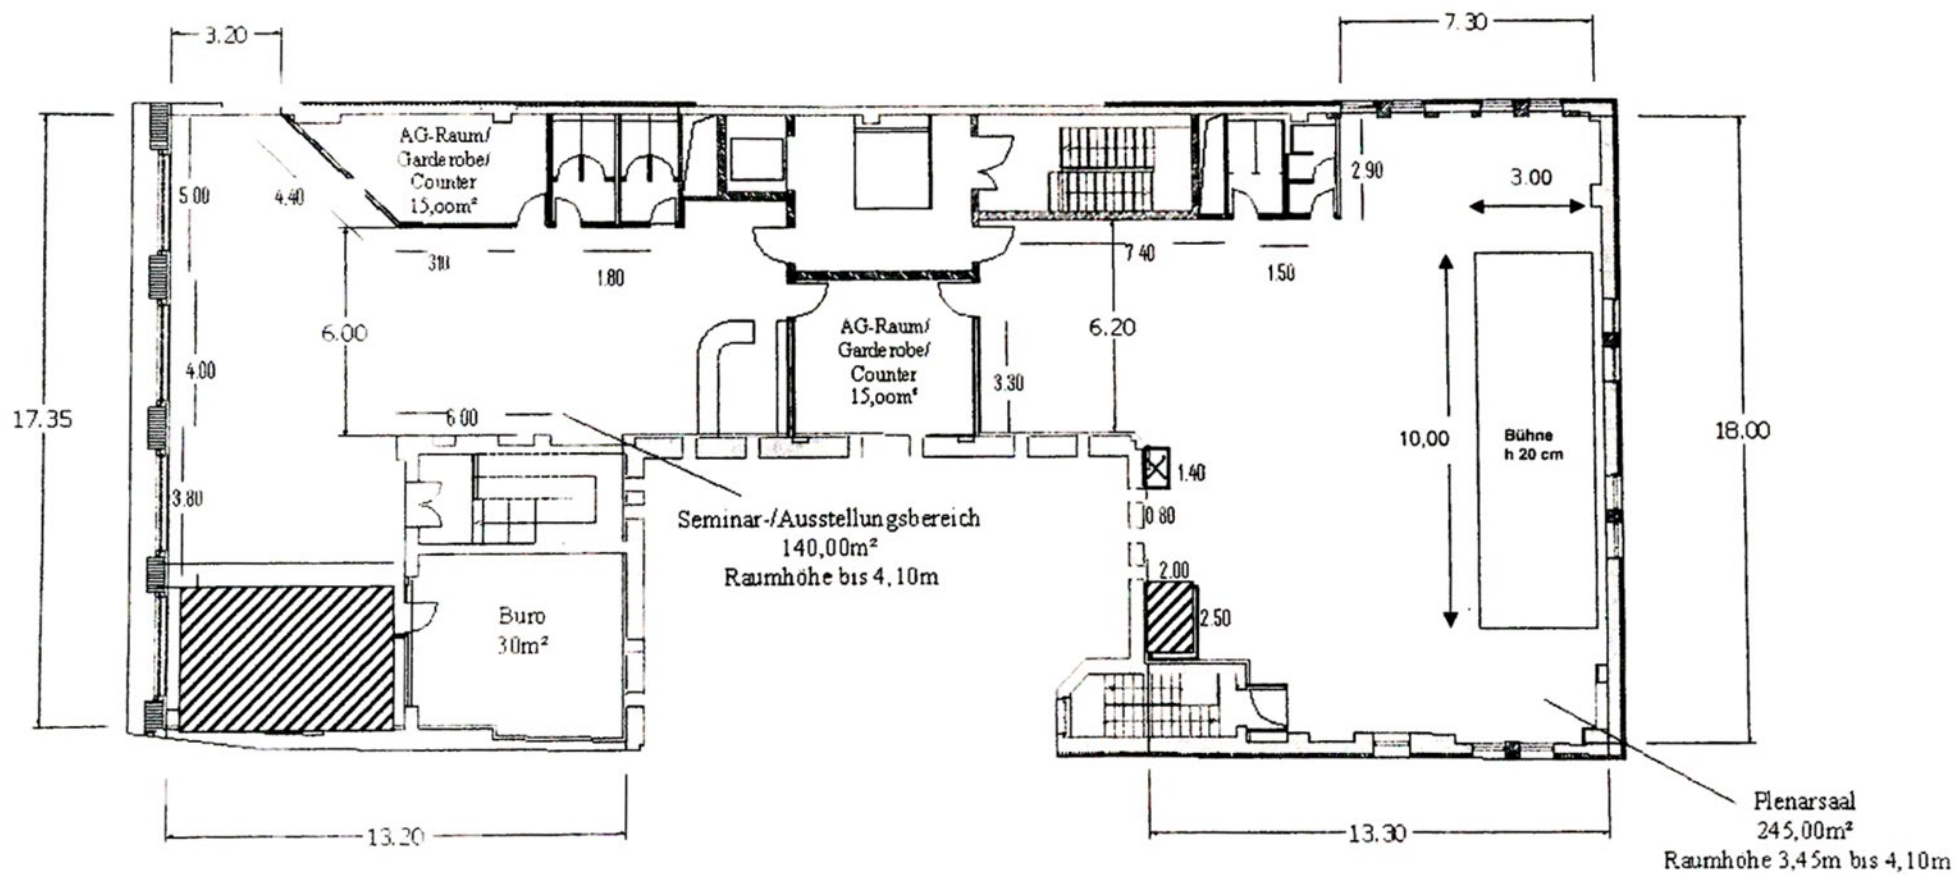 3.20
7.30
AG-Raum/
Garderobe/
Counter
15,00m²
5.00
4.40
2.90
3.00
310
1.80
7.40
1.50
6.00
AG-Raum/
Garderobe/
Counter
15,00m²
6.20
4.00
3.30
17.35
6.00
10,00
Bühne
h 20 cm
18.00
3.80
1.40
Seminar-/Ausstellungsbereich
140,00m²
Raumhöhe bis 4,10m
0.80
2.00
Buro
30m²
2.50
13.20
13.30
Plenarsaal
245,00m²
Raumhohe 3,45m bis 4,10m